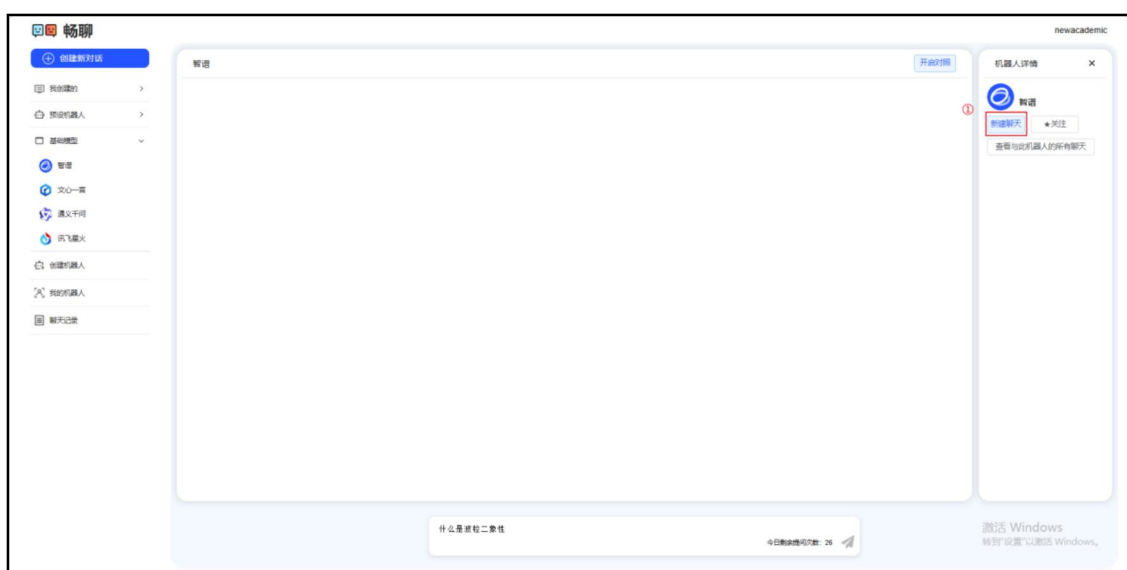 畅聊
newacademic
创建新对话
我创建的
预设机器人
基础模型
智谱
文心一言
通义千问
讯飞星火
创建机器人
我的机器人
聊天记录
智谱
开启对照
①
机器人详情
智谱
新建聊天
★关注
查看与此机器人的所有聊天
什么是波粒二象性
今日剩余提问次数: 26
激活 Windows
转到"设置"以激活 Windows。